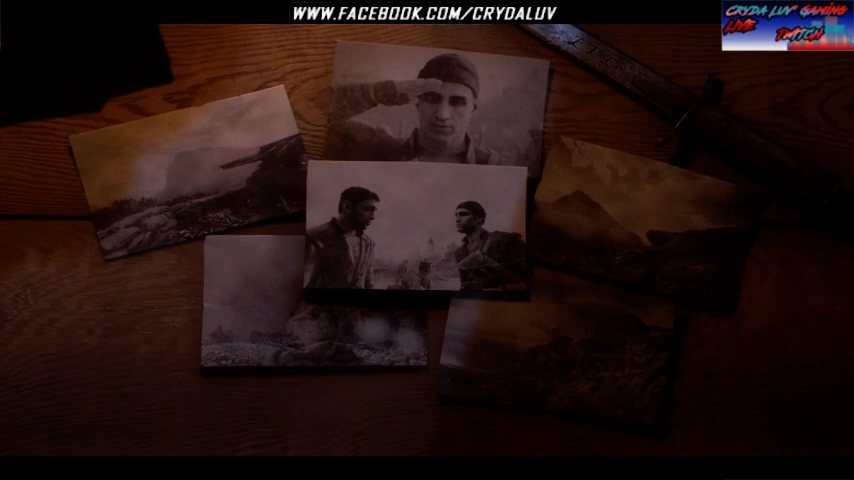 WWW.FACEBOOK.COM/CRYDALUV
CRYDA LUV' GAMING
LIVE
TWITCH